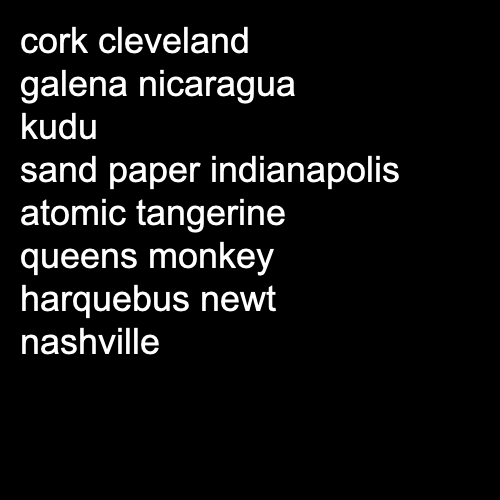 cork cleveland
galena nicaragua
kudu
sand paper indianapolis
atomic tangerine
queens monkey
harquebus newt
nashville